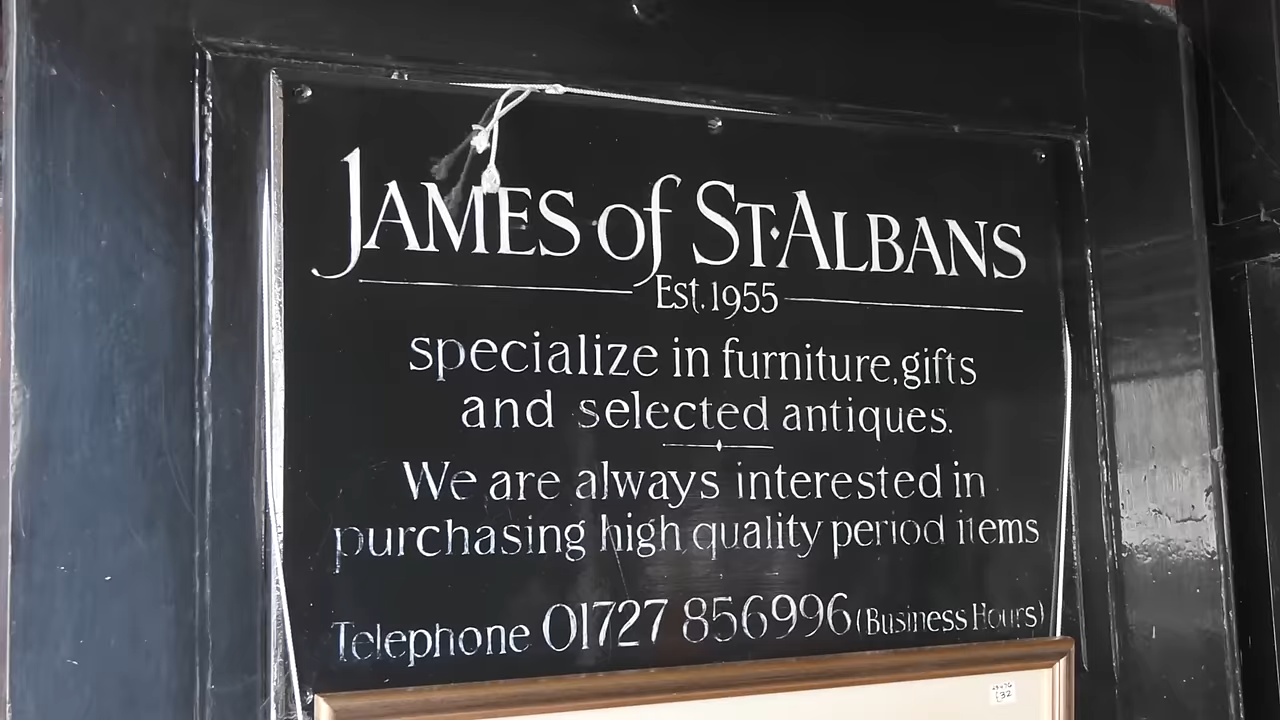 JAMES of ST·ALBANS
Est. 1955
specialize in furniture, gifts
and selected antiques.
We are always interested in
purchasing high quality period items
Telephone 01727 856996 (Business Hours)
£32